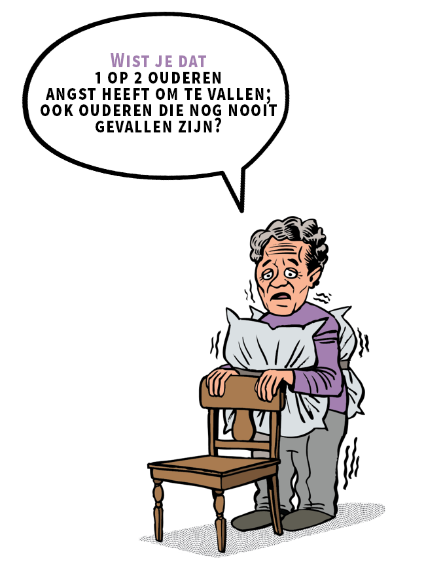 Wist je dat
1 op 2 ouderen
angst heeft om te vallen;
ook ouderen die nog nooit
gevallen zijn?